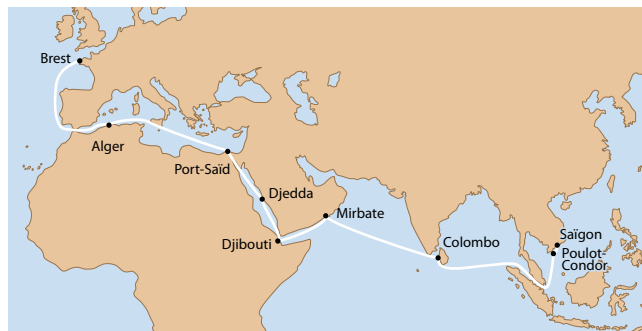 Brest
Alger
Port-Saïd
Djedda
Mirbate
Djibouti
Colombo
Saïgon
Poulot-
Condor